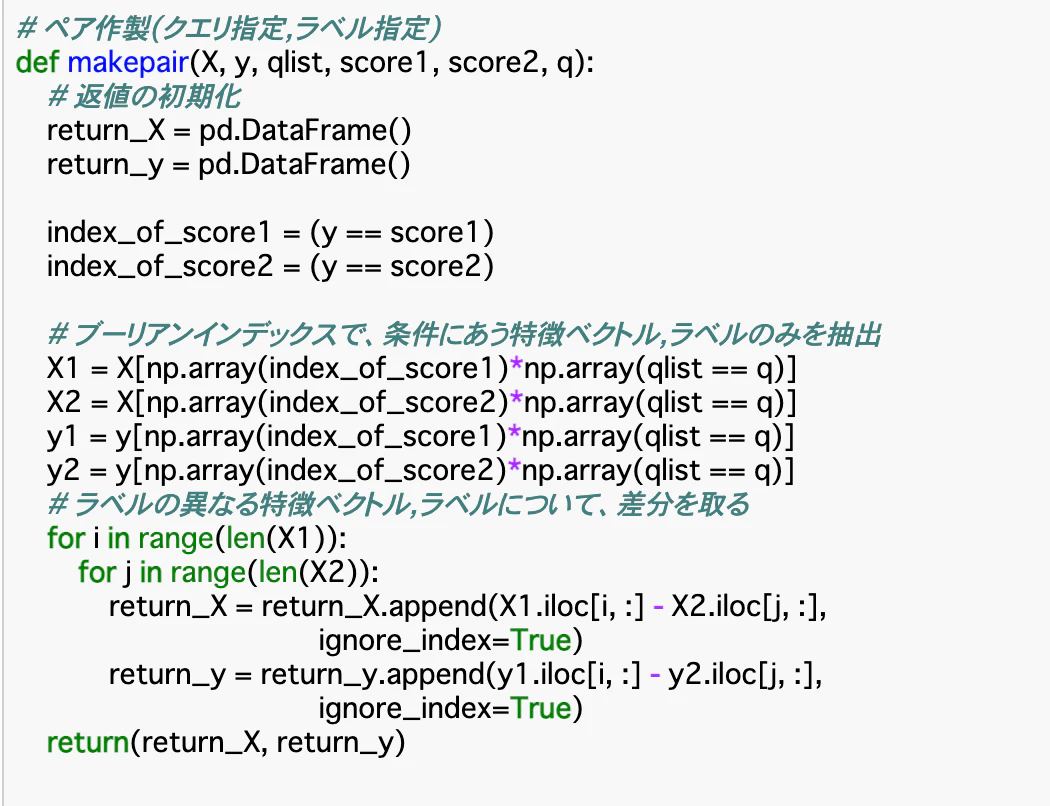 # ペア作製(クエリ指定,ラベル指定)
def makepair(X, y, qlist, score1, score2, q):
# 返値の初期化
return_X = pd.DataFrame()
return_y = pd.DataFrame()
index_of_score1 = (y == score1)
index_of_score2 = (y == score2)
# ブーリアンインデックスで、条件にあう特徴ベクトル,ラベルのみを抽出
X1 = X[np.array(index_of_score1)*np.array(qlist == q)]
X2 = X[np.array(index_of_score2)*np.array(qlist == q)]
y1 = y[np.array(index_of_score1)*np.array(qlist == q)]
y2 = y[np.array(index_of_score2)*np.array(qlist == q)]
# ラベルの異なる特徴ベクトル,ラベルについて、差分を取る
for i in range(len(X1)):
for j in range(len(X2)):
return_X = return_X.append(X1.iloc[i, :] - X2.iloc[j, :],
ignore_index=True)
return_y = return_y.append(y1.iloc[i, :] - y2.iloc[j, :],
ignore_index=True)
return(return_X, return_y)